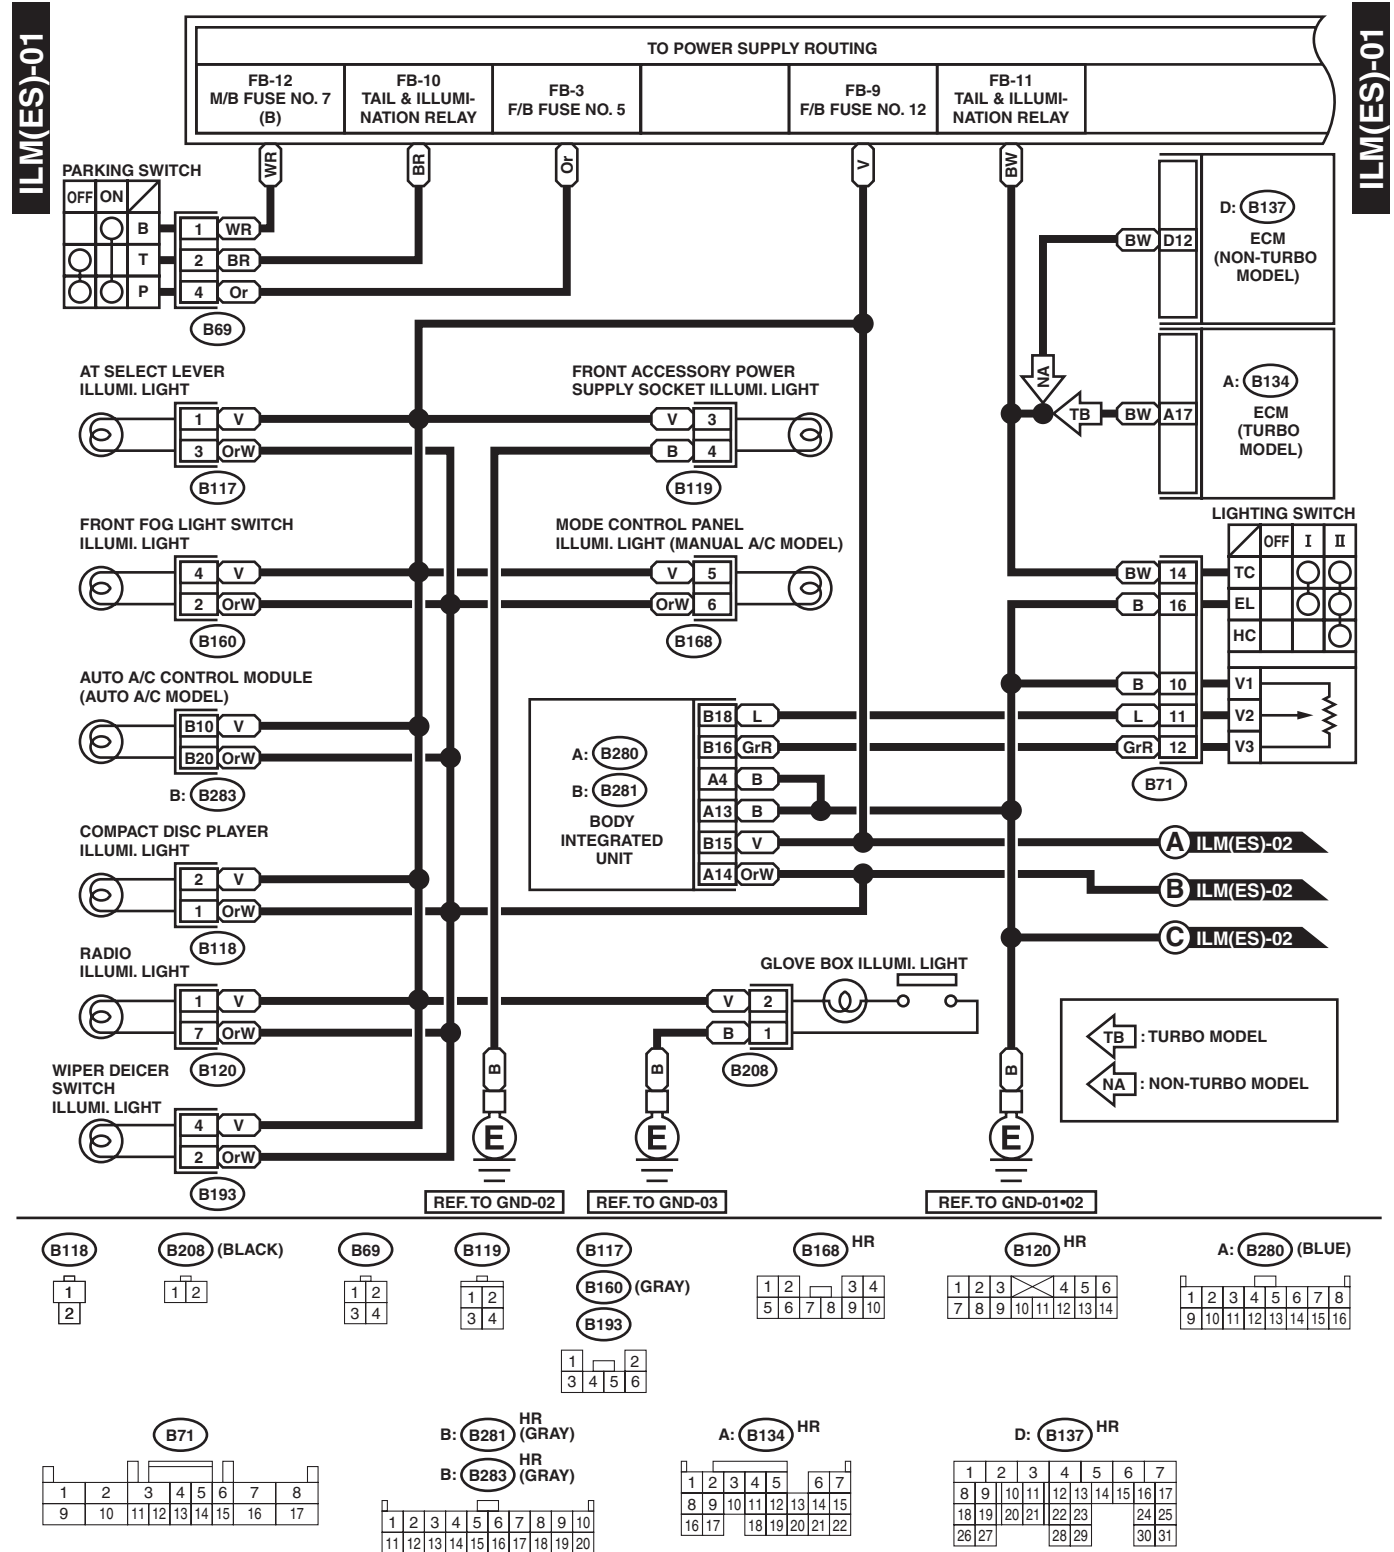 ILM(ES)-01
ILM(ES)-01
TO POWER SUPPLY ROUTING
FB-12
M/B FUSE NO. 7
(B)
FB-10
TAIL & ILLUMI-
NATION RELAY
FB-3
F/B FUSE NO. 5
FB-9
F/B FUSE NO. 12
FB-11
TAIL & ILLUMI-
NATION RELAY
WR
BR
Or
V
BW
PARKING SWITCH
OFF ON
B 1 WR
T 2 BR
P 4 Or
B69
BW D12
D: B137
ECM
(NON-TURBO
MODEL)
NA
TB
BW A17
A: B134
ECM
(TURBO
MODEL)
AT SELECT LEVER
ILLUMI. LIGHT
1 V
3 OrW
B117
FRONT ACCESSORY POWER
SUPPLY SOCKET ILLUMI. LIGHT
V 3
B 4
B119
FRONT FOG LIGHT SWITCH
ILLUMI. LIGHT
4 V
2 OrW
B160
MODE CONTROL PANEL
ILLUMI. LIGHT (MANUAL A/C MODEL)
V 5
OrW 6
B168
LIGHTING SWITCH
OFF I II
BW 14 TC
B 16 EL
HC
B 10 V1
L 11 V2
GrR 12 V3
B71
AUTO A/C CONTROL MODULE
(AUTO A/C MODEL)
B10 V
B20 OrW
B: B283
A: B280
B: B281
BODY
INTEGRATED
UNIT
B18 L
B16 GrR
A4 B
A13 B
B15 V
A14 OrW
A ILM(ES)-02
B ILM(ES)-02
C ILM(ES)-02
COMPACT DISC PLAYER
ILLUMI. LIGHT
2 V
1 OrW
B118
RADIO
ILLUMI. LIGHT
1 V
7 OrW
B120
GLOVE BOX ILLUMI. LIGHT
V 2
B 1
B208
WIPER DEICER
SWITCH
ILLUMI. LIGHT
4 V
2 OrW
B193
B
E
REF. TO GND-02
B
E
REF. TO GND-03
B
E
REF. TO GND-01•02
TB : TURBO MODEL
NA : NON-TURBO MODEL
B118
1
2
B208 (BLACK)
1 2
B69
1 2
3 4
B119
1 2
3 4
B117
B160 (GRAY)
B193
1 2
3 4 5 6
B168 HR
1 2 3 4
5 6 7 8 9 10
B120 HR
1 2 3 4 5 6
7 8 9 10 11 12 13 14
A: B280 (BLUE)
1 2 3 4 5 6 7 8
9 10 11 12 13 14 15 16
B71
1 2 3 4 5 6 7 8
9 10 11 12 13 14 15 16 17
B: B281 HR (GRAY)
B: B283 HR (GRAY)
1 2 3 4 5 6 7 8 9 10
11 12 13 14 15 16 17 18 19 20
A: B134 HR
1 2 3 4 5 6 7
8 9 10 11 12 13 14 15
16 17 18 19 20 21 22
D: B137 HR
1 2 3 4 5 6 7
8 9 10 11 12 13 14 15 16 17
18 19 20 21 22 23 24 25
26 27 28 29 30 31